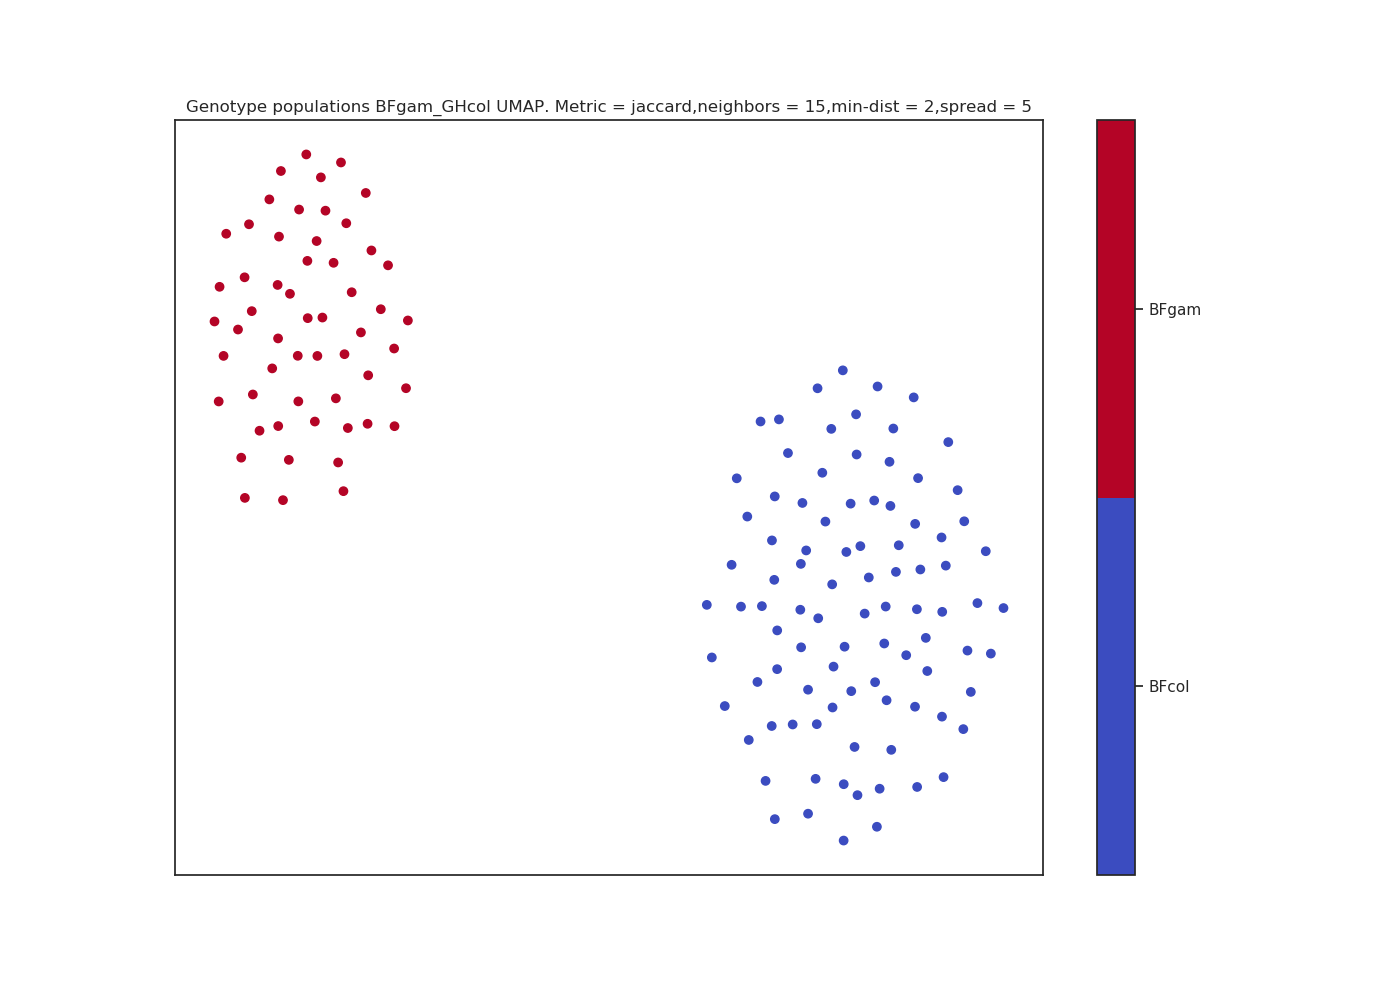 Genotype populations BFgam_GHcol UMAP. Metric = jaccard,neighbors = 15,min-dist = 2,spread = 5
BFgam
BFcol